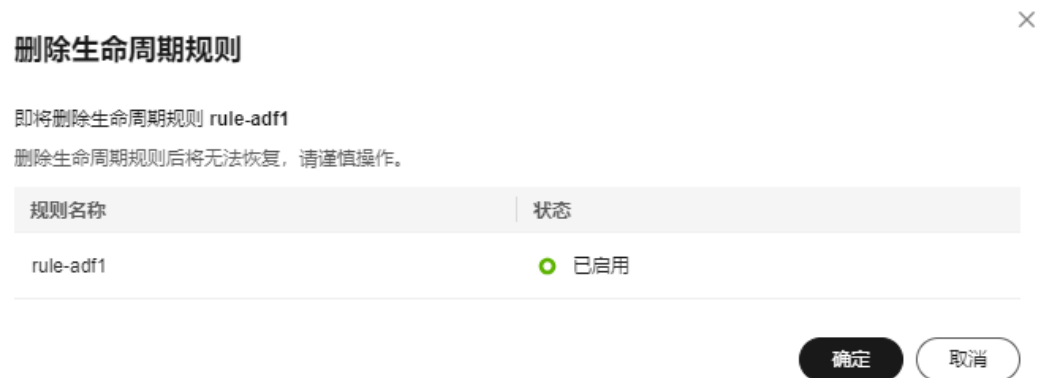 删除生命周期规则
即将删除生命周期规则 rule-adf1
删除生命周期规则后将无法恢复，请谨慎操作。
规则名称 状态
rule-adf1 已启用
确定 取消